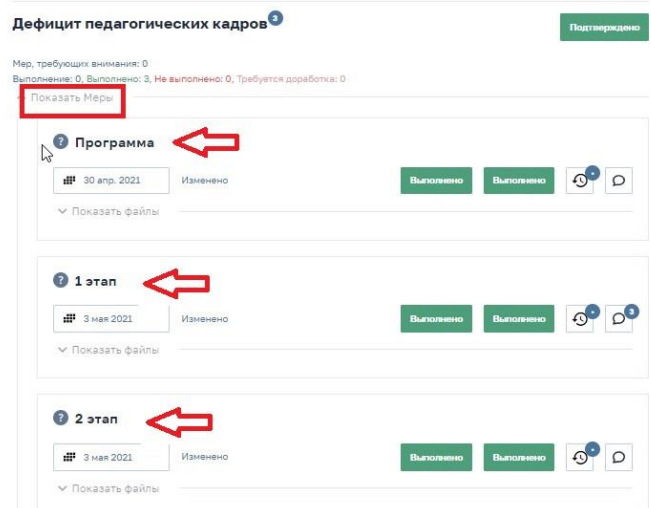 Дефицит педагогических кадров 3
Подтверждено
Мер, требующих внимания: 0
Выполнение: 0, Выполнено: 3, Не выполнено: 0, Требуется доработка: 0
Показать Меры
? Программа
30 апр. 2021 Изменено Выполнено Выполнено
Показать файлы
? 1 этап
3 мая 2021 Изменено Выполнено Выполнено 3
Показать файлы
? 2 этап
3 мая 2021 Изменено Выполнено Выполнено
Показать файлы